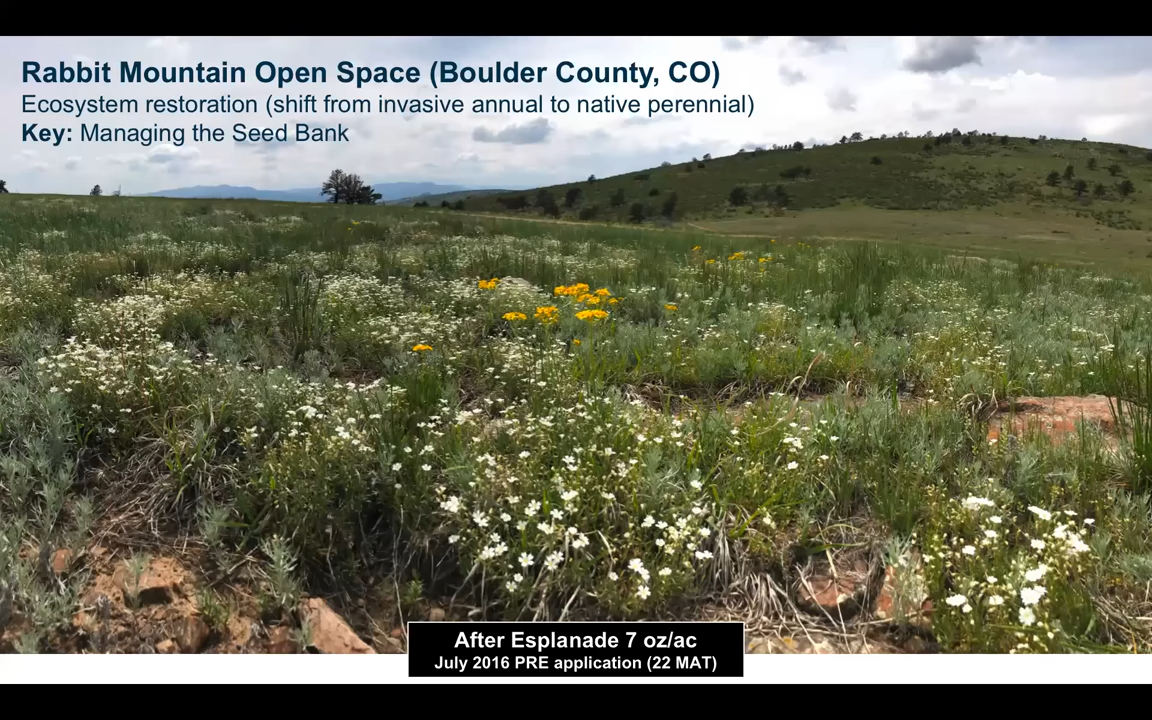 Rabbit Mountain Open Space (Boulder County, CO)
Ecosystem restoration (shift from invasive annual to native perennial)
Key: Managing the Seed Bank
After Esplanade 7 oz/ac
July 2016 PRE application (22 MAT)